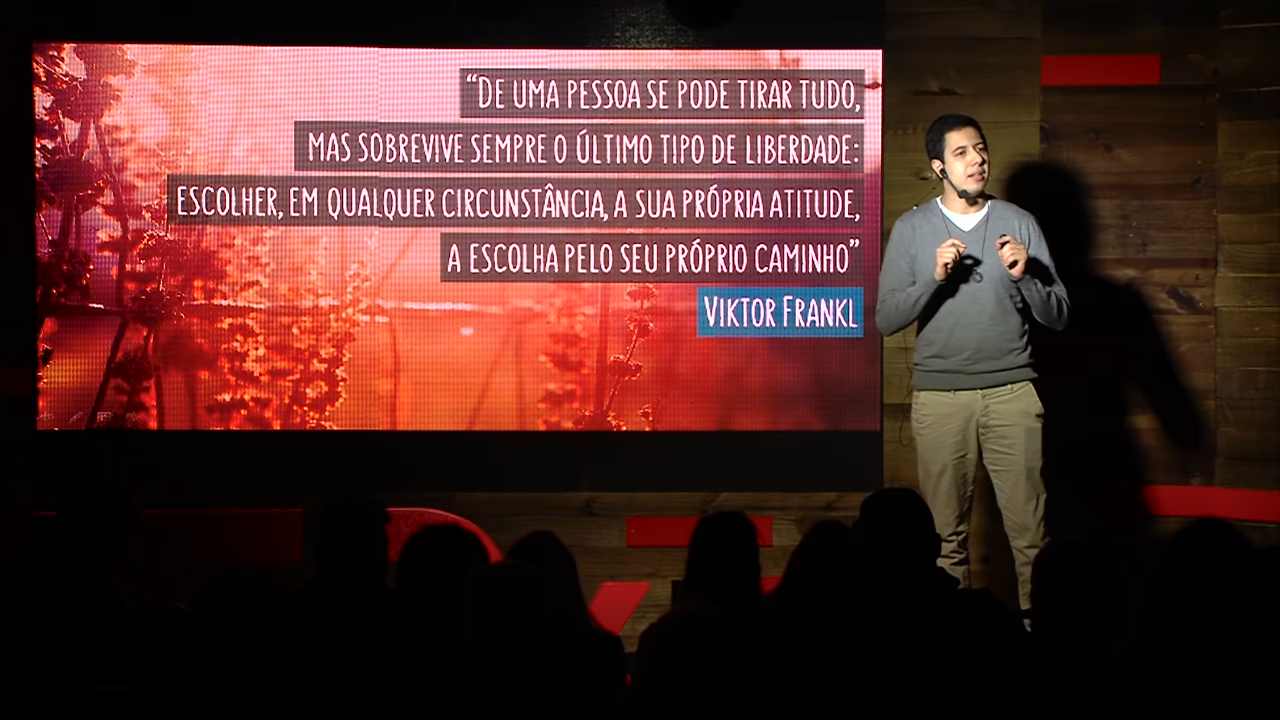 “DE UMA PESSOA SE PODE TIRAR TUDO,
MAS SOBREVIVE SEMPRE O ÚLTIMO TIPO DE LIBERDADE:
ESCOLHER, EM QUALQUER CIRCUNSTÂNCIA, A SUA PRÓPRIA ATITUDE,
A ESCOLHA PELO SEU PRÓPRIO CAMINHO”
VIKTOR FRANKL